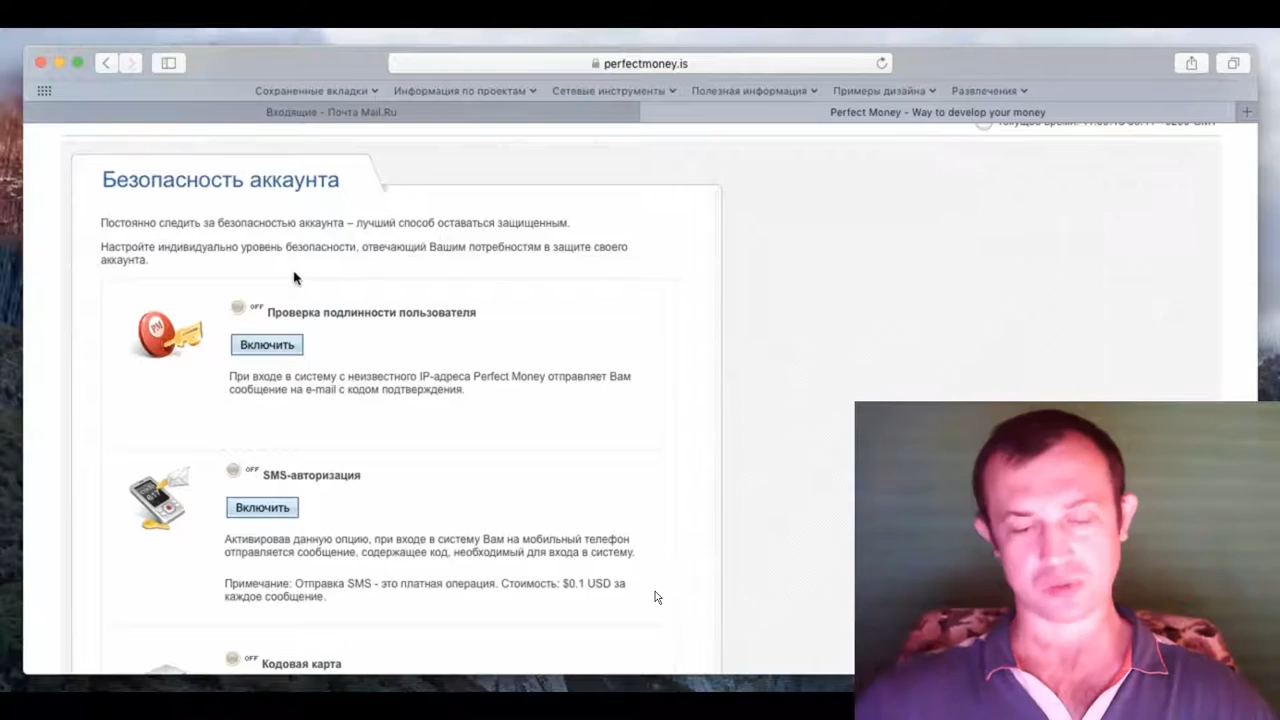 perfectmoney.is
Сохраненные вкладки Информация по проектам Сетевые инструменты Полезная информация Примеры дизайна Развлечения
Входящие - Почта Mail.Ru Perfect Money - Way to develop your money
Безопасность аккаунта
Постоянно следить за безопасностью аккаунта – лучший способ оставаться защищенным.
Настройте индивидуально уровень безопасности, отвечающий Вашим потребностям в защите своего
аккаунта.
OFF Проверка подлинности пользователя
Включить
При входе в систему с неизвестного IP-адреса Perfect Money отправляет Вам
сообщение на e-mail с кодом подтверждения.
OFF SMS-авторизация
Включить
Активировав данную опцию, при входе в систему Вам на мобильный телефон
отправляется сообщение, содержащее код, необходимый для входа в систему.
Примечание: Отправка SMS - это платная операция. Стоимость: $0.1 USD за
каждое сообщение.
OFF Кодовая карта